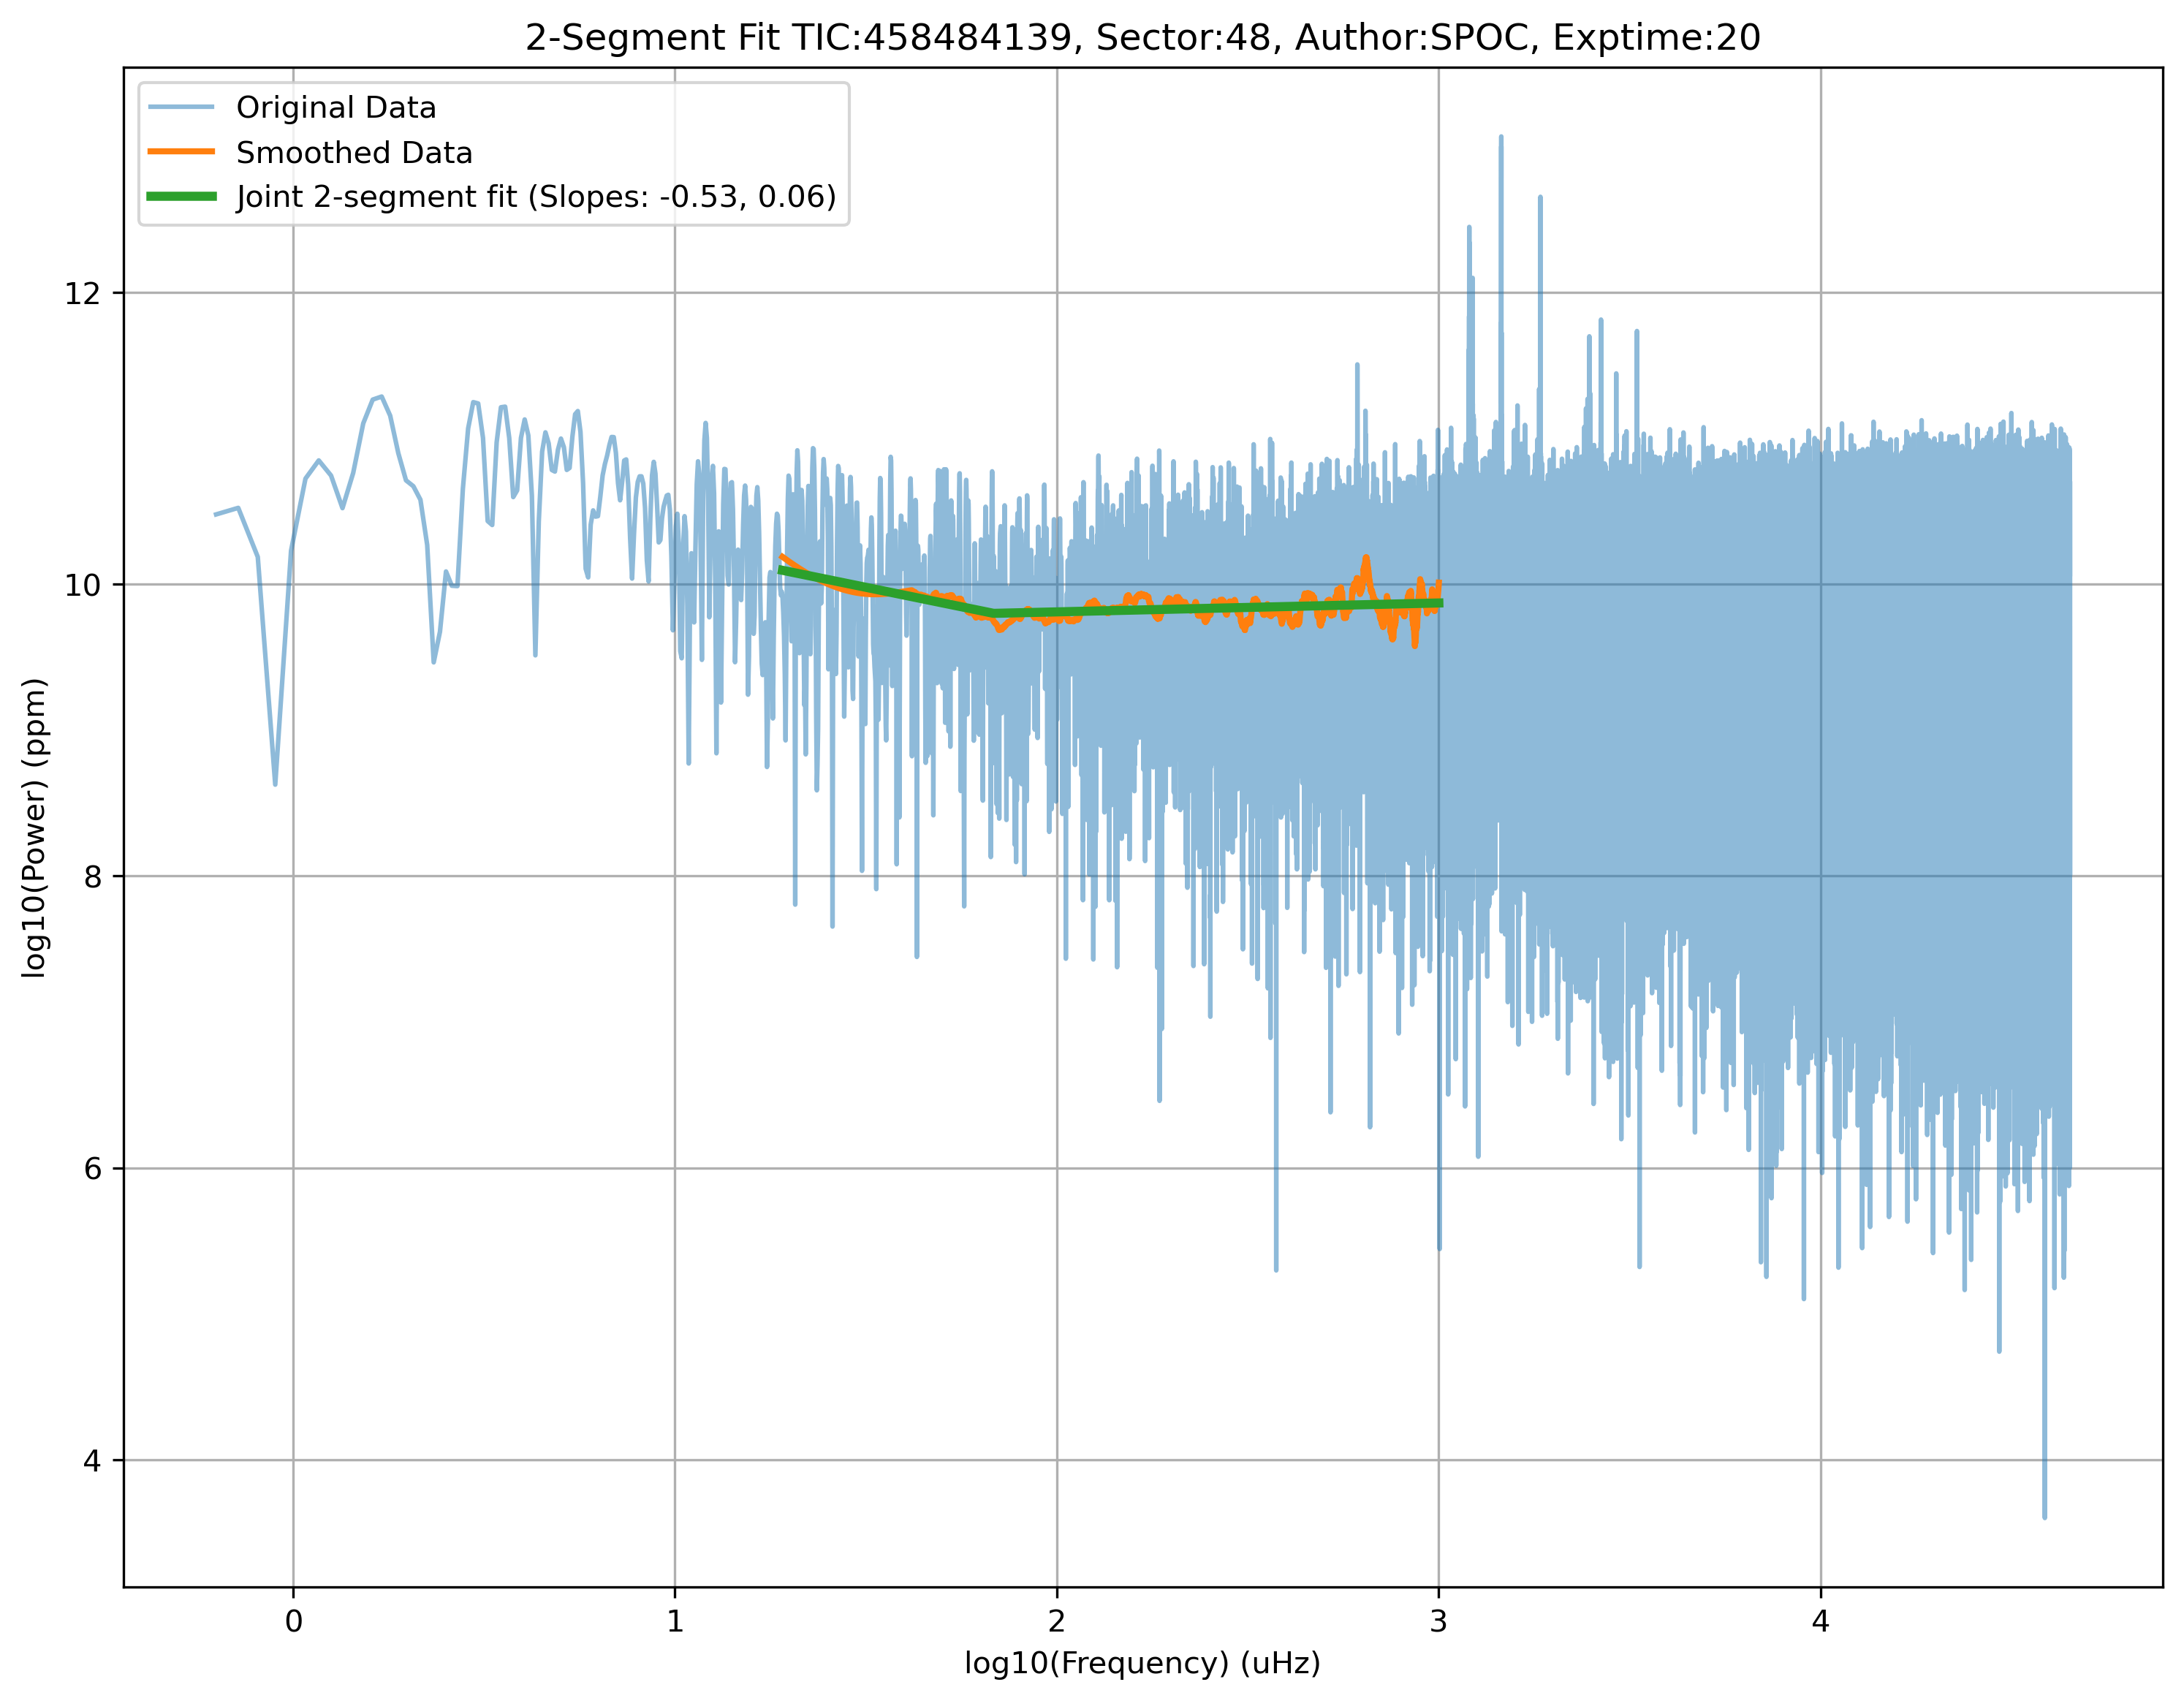 2-Segment Fit TIC:458484139, Sector:48, Author:SPOC, Exptime:20
Original Data
Smoothed Data
Joint 2-segment fit (Slopes: -0.53, 0.06)
log10(Power) (ppm)
12
10
8
6
4
0 1 2 3 4
log10(Frequency) (uHz)